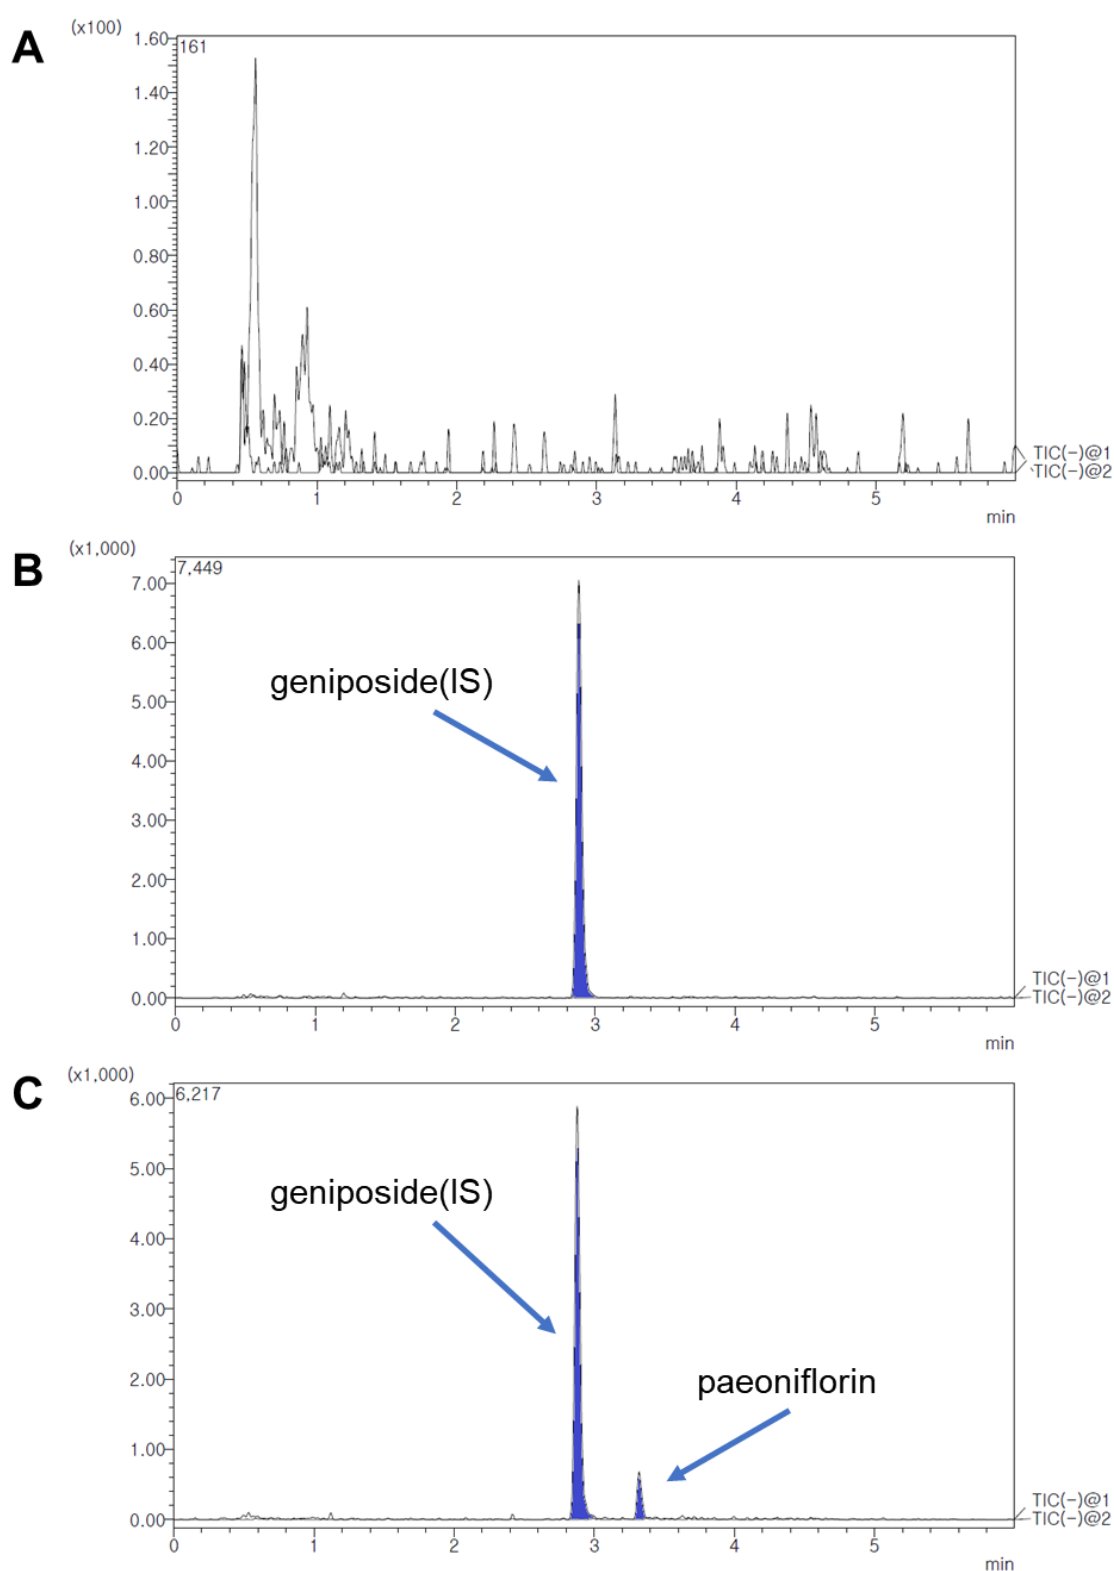 A
(x100)
1.60
161
1.40
1.20
1.00
0.80
0.60
0.40
0.20
0.00
TIC(-)@1
TIC(-)@2
0 1 2 3 4 5
min
B
(x1,000)
7,449
7.00
6.00
geniposide(IS)
5.00
4.00
3.00
2.00
1.00
0.00
TIC(-)@1
TIC(-)@2
0 1 2 3 4 5
min
C
(x1,000)
6.00
6,217
5.00
geniposide(IS)
4.00
3.00
2.00
paeoniflorin
1.00
0.00
TIC(-)@1
TIC(-)@2
0 1 2 3 4 5
min